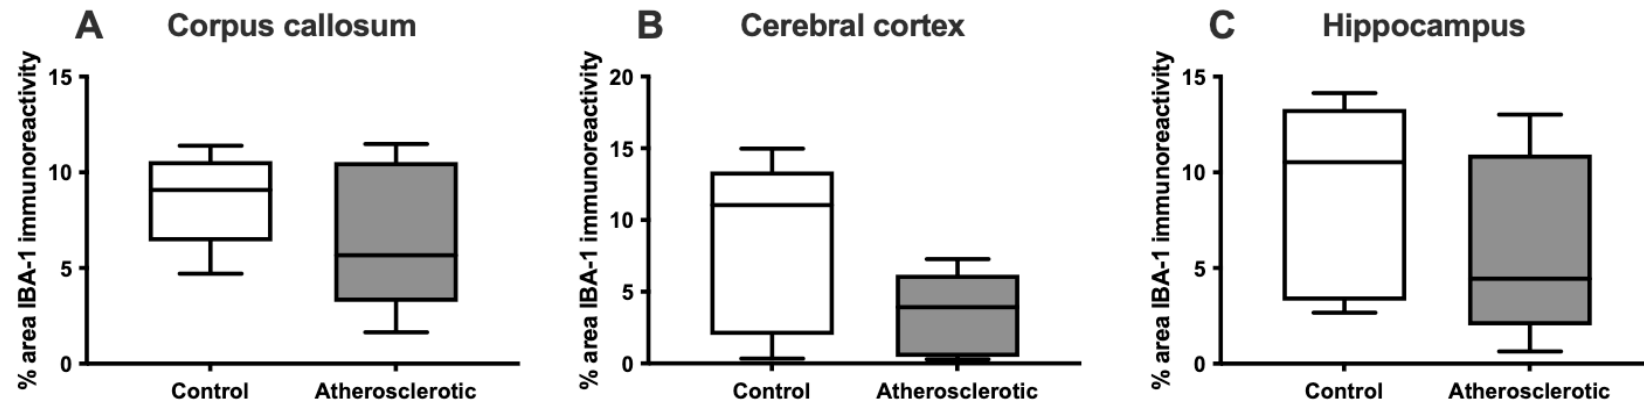 A Corpus callosum
% area IBA-1 immunoreactivity
15
10
5
0
Control Atherosclerotic
B Cerebral cortex
% area IBA-1 immunoreactivity
20
15
10
5
0
Control Atherosclerotic
C Hippocampus
% area IBA-1 immunoreactivity
15
10
5
0
Control Atherosclerotic